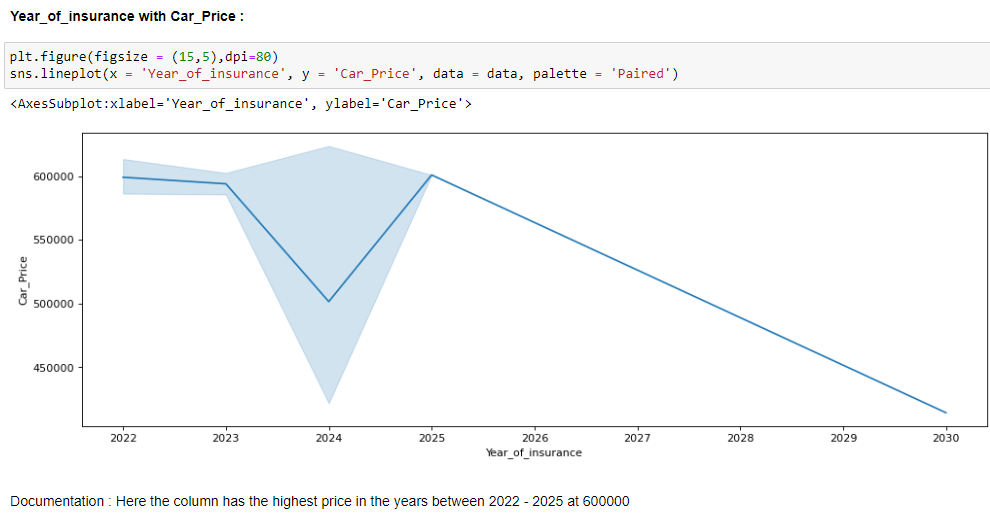 Year_of_insurance with Car_Price :
plt.figure(figsize = (15,5),dpi=80)
sns.lineplot(x = 'Year_of_insurance', y = 'Car_Price', data = data, palette = 'Paired')
<AxesSubplot:xlabel='Year_of_insurance', ylabel='Car_Price'>
600000
550000
500000
450000
Car_Price
2022 2023 2024 2025 2026 2027 2028 2029 2030
Year_of_insurance
Documentation : Here the column has the highest price in the years between 2022 - 2025 at 600000